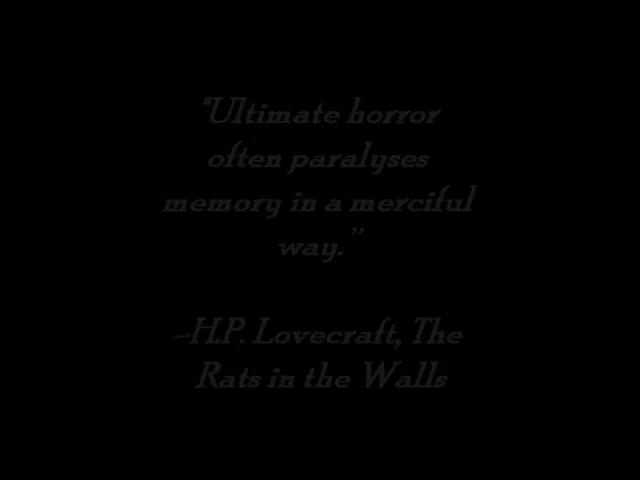 "Ultimate horror
often paralyses
memory in a merciful
way.”
~H.P. Lovecraft, The
Rats in the Walls